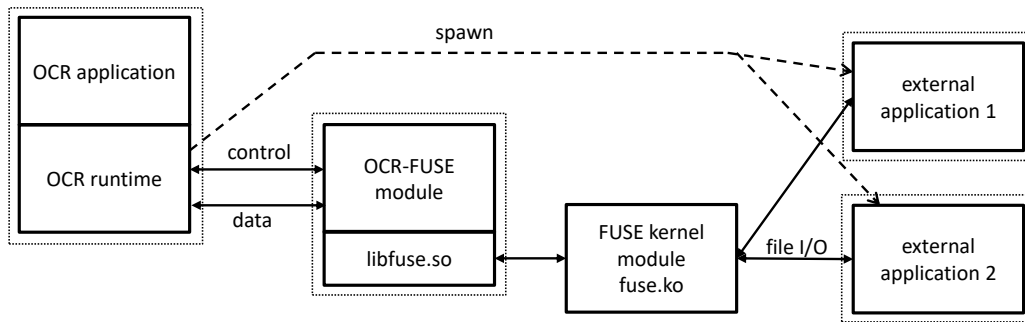 spawn
OCR application
OCR runtime
control
data
OCR-FUSE
module
libfuse.so
FUSE kernel
module
fuse.ko
file I/O
external
application 1
external
application 2